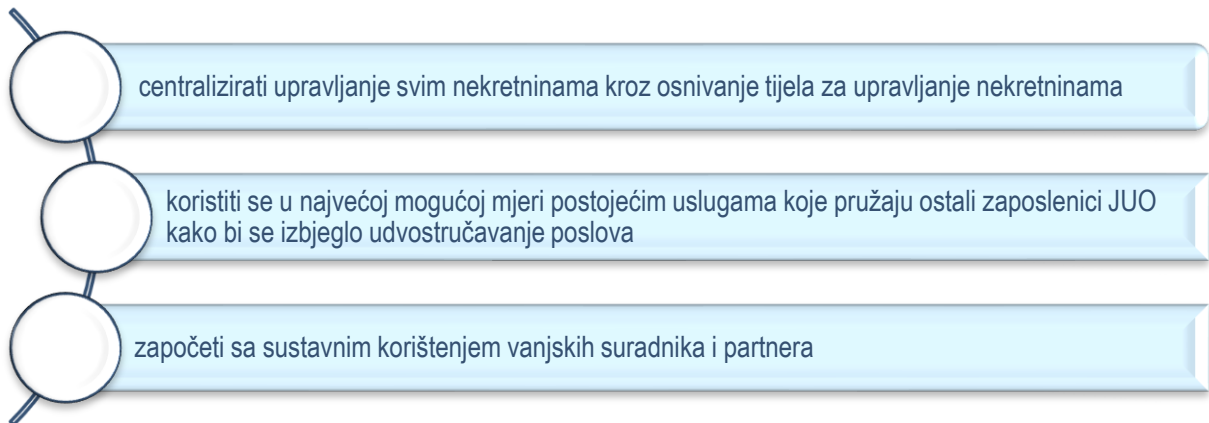 centralizirati upravljanje svim nekretninama kroz osnivanje tijela za upravljanje nekretninama
koristiti se u najvećoj mogućoj mjeri postojećim uslugama koje pružaju ostali zaposlenici JUO
kako bi se izbjeglo udvostručavanje poslova
započeti sa sustavnim korištenjem vanjskih suradnika i partnera